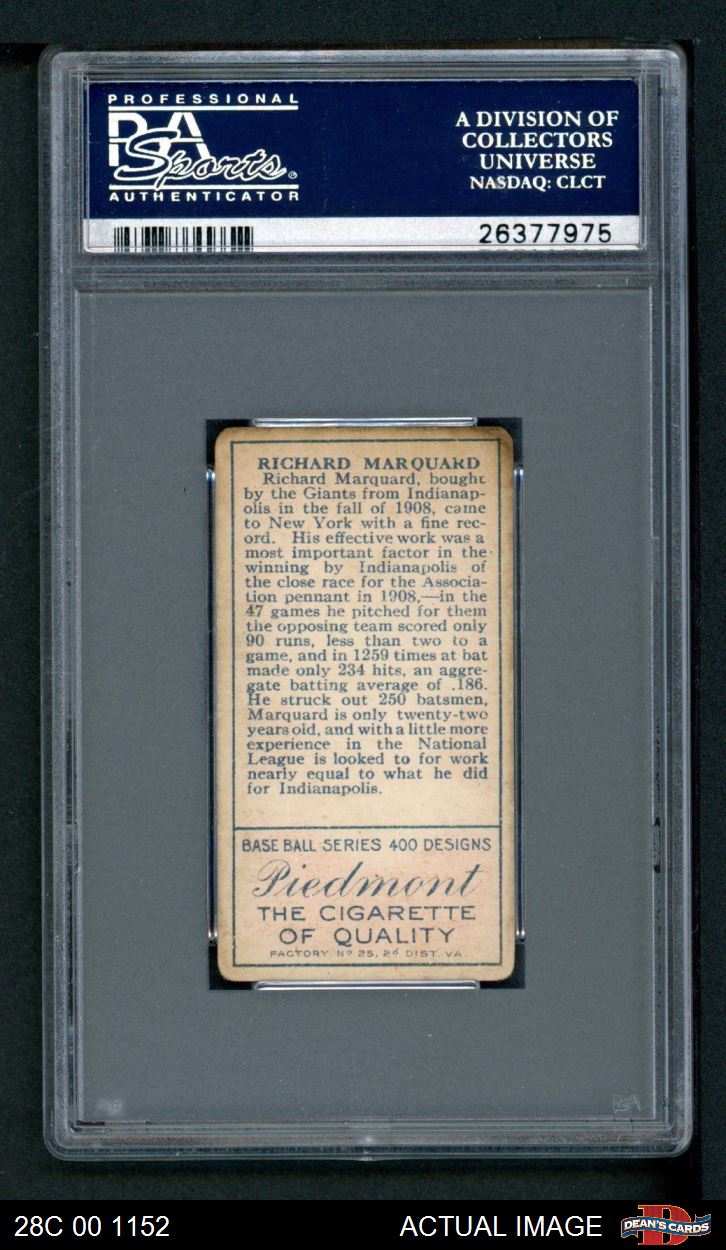 PROFESSIONAL
PSA
Sports®
AUTHENTICATOR
A DIVISION OF
COLLECTORS
UNIVERSE
NASDAQ: CLCT
26377975
RICHARD MARQUARD
Richard Marquard, bought
by the Giants from Indianap-
olis in the fall of 1908, came
to New York with a fine rec-
ord. His effective work was a
most important factor in the
winning by Indianapolis of
the close race for the Associa-
tion pennant in 1908,—in the
47 games he pitched for them
the opposing team scored only
90 runs, less than two to a
game, and in 1259 times at bat
made only 234 hits, an aggre-
gate batting average of .186.
He struck out 250 batsmen,
Marquard is only twenty-two
years old, and with a little more
experience in the National
League is looked to for work
nearly equal to what he did
for Indianapolis.
BASE BALL SERIES 400 DESIGNS
Piedmont
THE CIGARETTE
OF QUALITY
FACTORY Nº 25, 2d DIST. VA.
PSA
28C 00 1152
ACTUAL IMAGE
DEAN'S CARDS